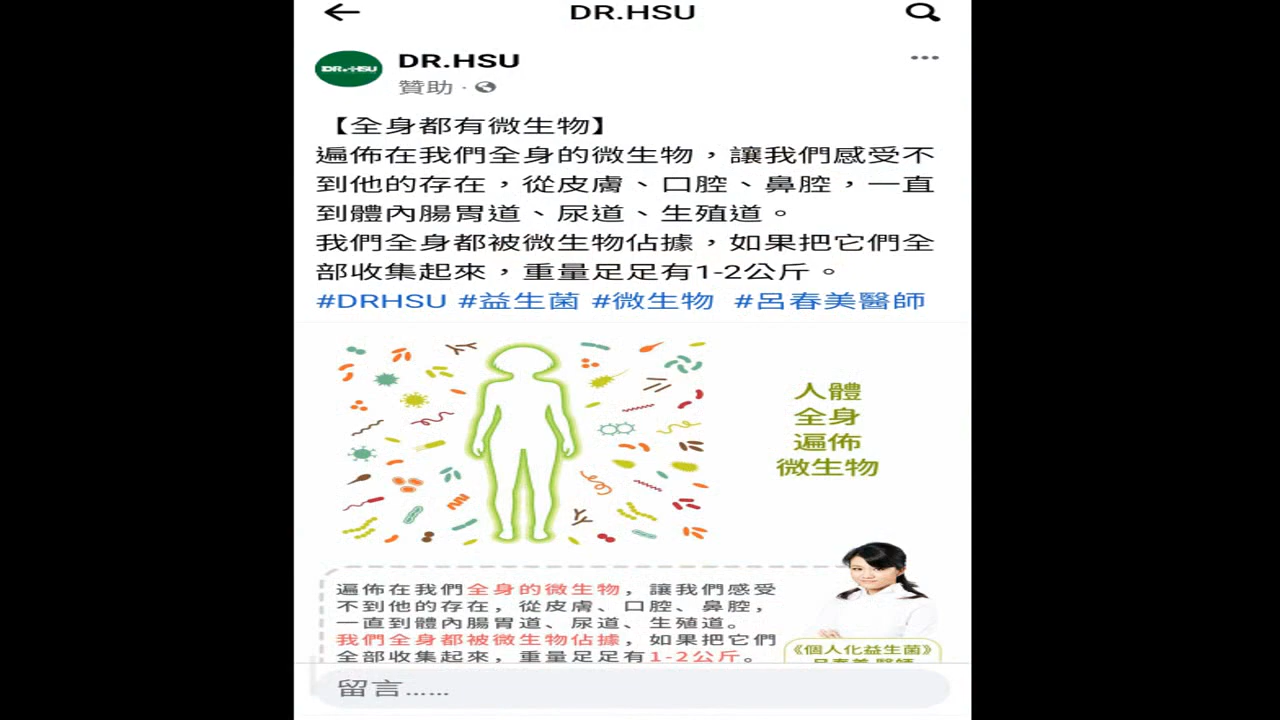 DR.HSU
DR.HSU
DR.HSU
贊助 ·
【全身都有微生物】
遍佈在我們全身的微生物，讓我們感受不
到他的存在，從皮膚、口腔、鼻腔，一直
到體內腸胃道、尿道、生殖道。
我們全身都被微生物佔據，如果把它們全
部收集起來，重量足足有1-2公斤。
#DRHSU #益生菌 #微生物 #呂春美醫師
人體
全身
遍佈
微生物
遍佈在我們全身的微生物，讓我們感受
不到他的存在，從皮膚、口腔、鼻腔，
一直到體內腸胃道、尿道、生殖道。
我們全身都被微生物佔據，如果把它們
全部收集起來，重量足足有1-2公斤。
《個人化益生菌》
留言......